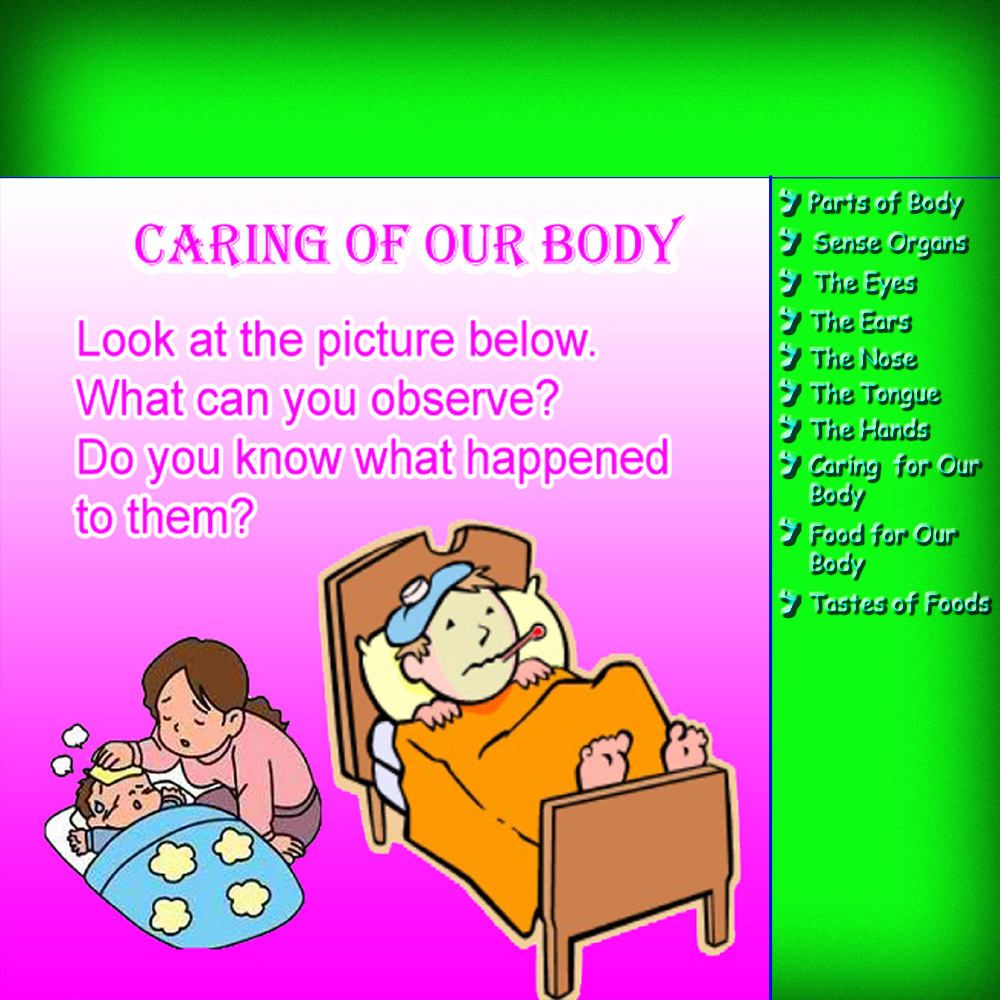 CARING OF OUR BODY
Look at the picture below.
What can you observe?
Do you know what happened
to them?
Parts of Body
Sense Organs
The Eyes
The Ears
The Nose
The Tongue
The Hands
Caring for Our
Body
Food for Our
Body
Tastes of Foods